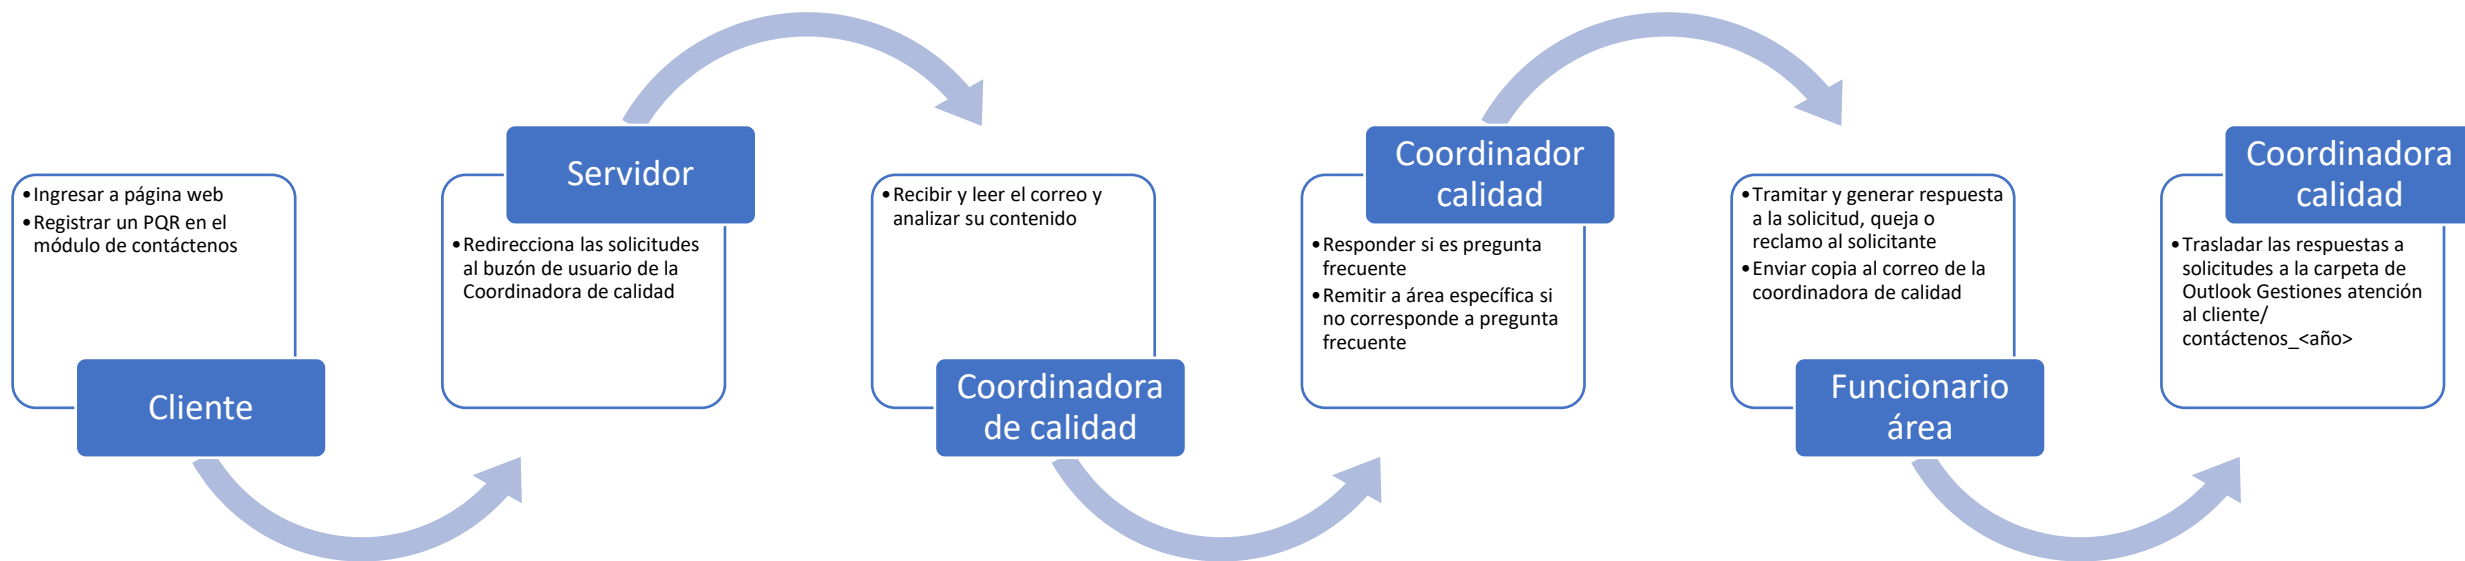 •Ingresar a página web
•Registrar un PQR en el
módulo de contáctenos
Cliente
Servidor
•Redirecciona las solicitudes
al buzón de usuario de la
Coordinadora de calidad
•Recibir y leer el correo y
analizar su contenido
Coordinadora
de calidad
Coordinador
calidad
•Responder si es pregunta
frecuente
•Remitir a área específica si
no corresponde a pregunta
frecuente
•Tramitar y generar respuesta
a la solicitud, queja o
reclamo al solicitante
•Enviar copia al correo de la
coordinadora de calidad
Funcionario
área
Coordinadora
calidad
•Trasladar las respuestas a
solicitudes a la carpeta de
Outlook Gestiones atención
al cliente/
contáctenos_<año>